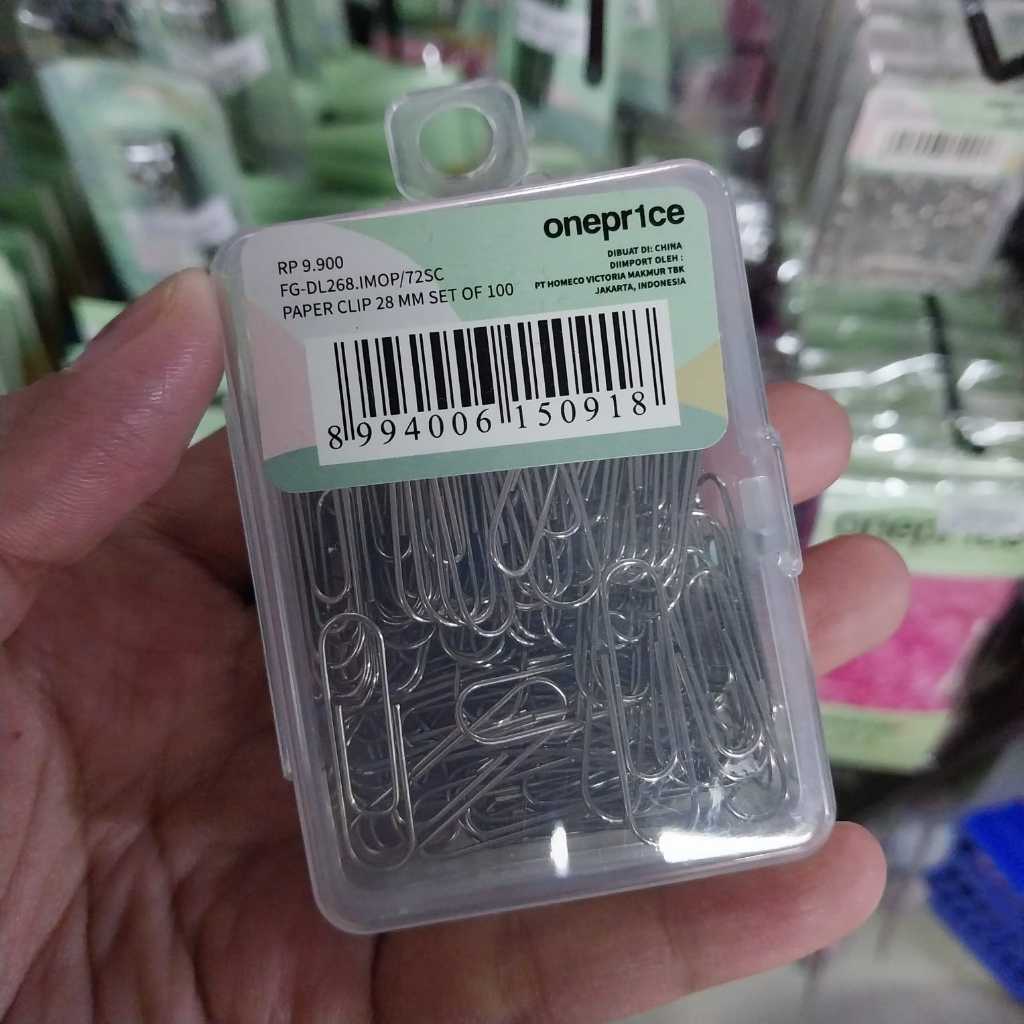 onepr1ce
RP 9.900
FG-DL268.IMOP/72SC
PAPER CLIP 28 MM SET OF 100
DIBUAT DI: CHINA
DIIMPORT OLEH :
PT HOMECO VICTORIA MAKMUR TBK
JAKARTA, INDONESIA
8 994006 150918